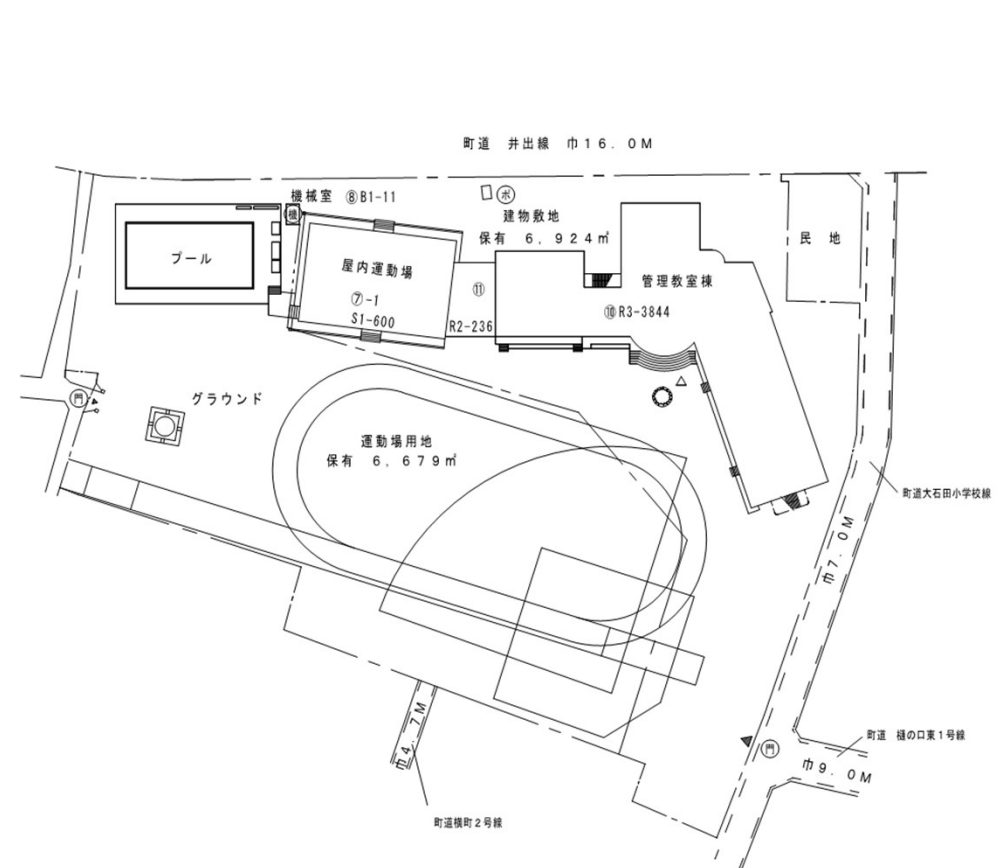 町道　井出線　巾１６．０Ｍ
機械室　⑧B1-11
機
ポ
建物敷地
保有　６，９２４㎡
プール
屋内運動場
⑦-1
S1-600
⑪
R2-236
管理教室棟
⑩R3-3844
民　地
門
グラウンド
運動場用地
保有　６，６７９㎡
町道大石田小学校線
巾７．０Ｍ
町道　樋の口東１号線
門
巾９．０Ｍ
巾４．７Ｍ
町道横町２号線